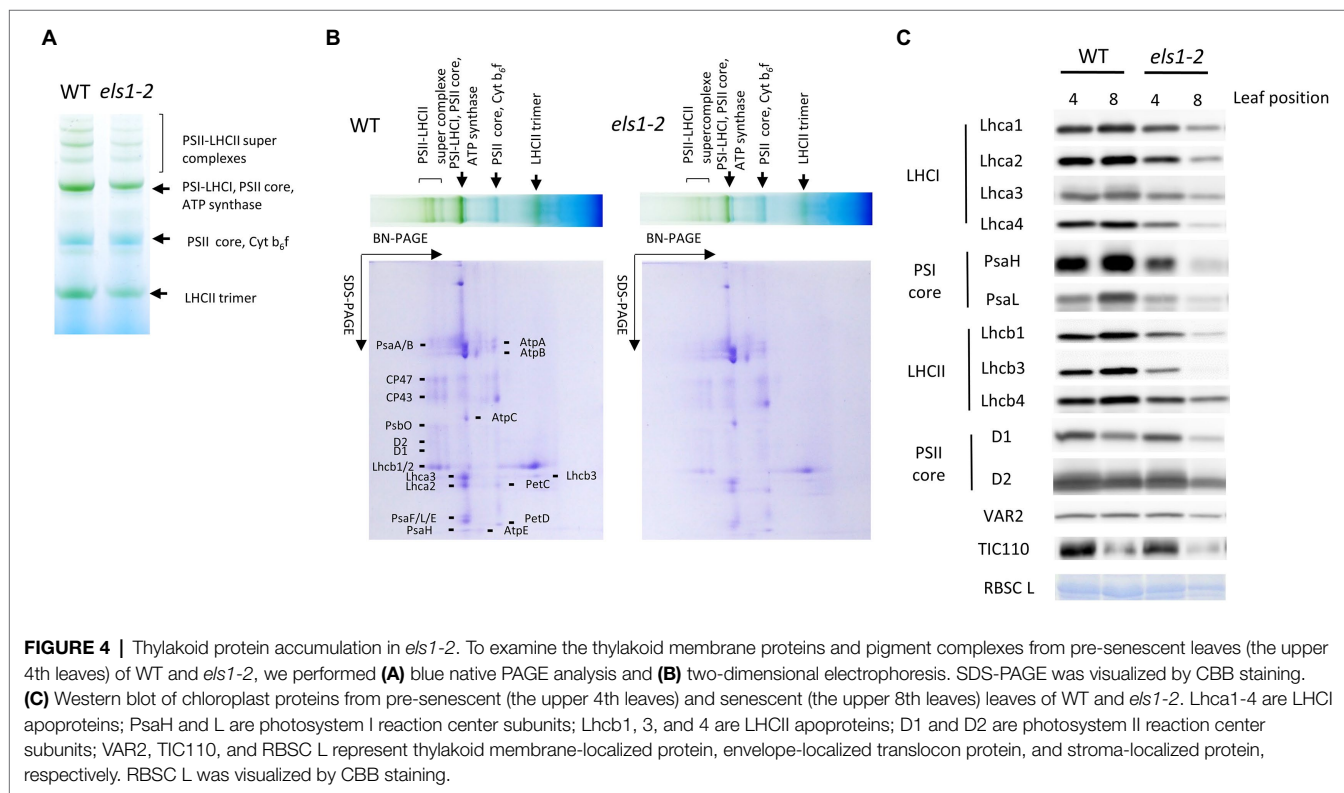 A
WT els1-2
PSII-LHCII super
complexes
PSI-LHCI, PSII core,
ATP synthase
PSII core, Cyt b6f
LHCII trimer
B
WT
PSII-LHCII
super complexe
PSI-LHCI, PSII core,
ATP synthase
PSII core, Cyt b6f
LHCII trimer
BN-PAGE
SDS-PAGE
PsaA/B
CP47
CP43
PsbO
D2
D1
Lhcb1/2
Lhca3
Lhca2
PsaF/L/E
PsaH
AtpA
AtpB
AtpC
Lhcb3
PetC
PetD
AtpE
els1-2
PSII-LHCII
supercomplexe
PSI-LHCI, PSII core,
ATP synthase
PSII core, Cyt b6f
LHCII trimer
BN-PAGE
SDS-PAGE
C
WT els1-2
4 8 4 8 Leaf position
LHCI
Lhca1
Lhca2
Lhca3
Lhca4
PSI
core
PsaH
PsaL
LHCII
Lhcb1
Lhcb3
Lhcb4
PSII
core
D1
D2
VAR2
TIC110
RBSC L
FIGURE 4 | Thylakoid protein accumulation in els1-2. To examine the thylakoid membrane proteins and pigment complexes from pre-senescent leaves (the upper
4th leaves) of WT and els1-2, we performed (A) blue native PAGE analysis and (B) two-dimensional electrophoresis. SDS-PAGE was visualized by CBB staining.
(C) Western blot of chloroplast proteins from pre-senescent (the upper 4th leaves) and senescent (the upper 8th leaves) leaves of WT and els1-2. Lhca1-4 are LHCI
apoproteins; PsaH and L are photosystem I reaction center subunits; Lhcb1, 3, and 4 are LHCII apoproteins; D1 and D2 are photosystem II reaction center
subunits; VAR2, TIC110, and RBSC L represent thylakoid membrane-localized protein, envelope-localized translocon protein, and stroma-localized protein,
respectively. RBSC L was visualized by CBB staining.